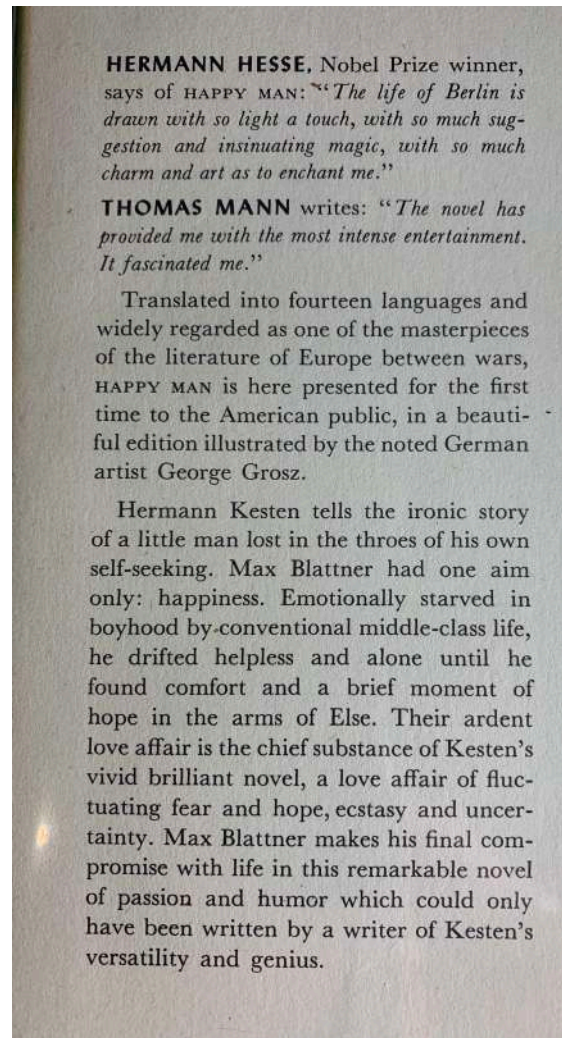 HERMANN HESSE, Nobel Prize winner,
says of HAPPY MAN: “The life of Berlin is
drawn with so light a touch, with so much sug-
gestion and insinuating magic, with so much
charm and art as to enchant me.”
THOMAS MANN writes: “The novel has
provided me with the most intense entertainment.
It fascinated me.”
Translated into fourteen languages and
widely regarded as one of the masterpieces
of the literature of Europe between wars,
HAPPY MAN is here presented for the first
time to the American public, in a beauti-
ful edition illustrated by the noted German
artist George Grosz.
Hermann Kesten tells the ironic story
of a little man lost in the throes of his own
self-seeking. Max Blattner had one aim
only: happiness. Emotionally starved in
boyhood by conventional middle-class life,
he drifted helpless and alone until he
found comfort and a brief moment of
hope in the arms of Else. Their ardent
love affair is the chief substance of Kesten’s
vivid brilliant novel, a love affair of fluc-
tuating fear and hope, ecstasy and uncer-
tainty. Max Blattner makes his final com-
promise with life in this remarkable novel
of passion and humor which could only
have been written by a writer of Kesten’s
versatility and genius.